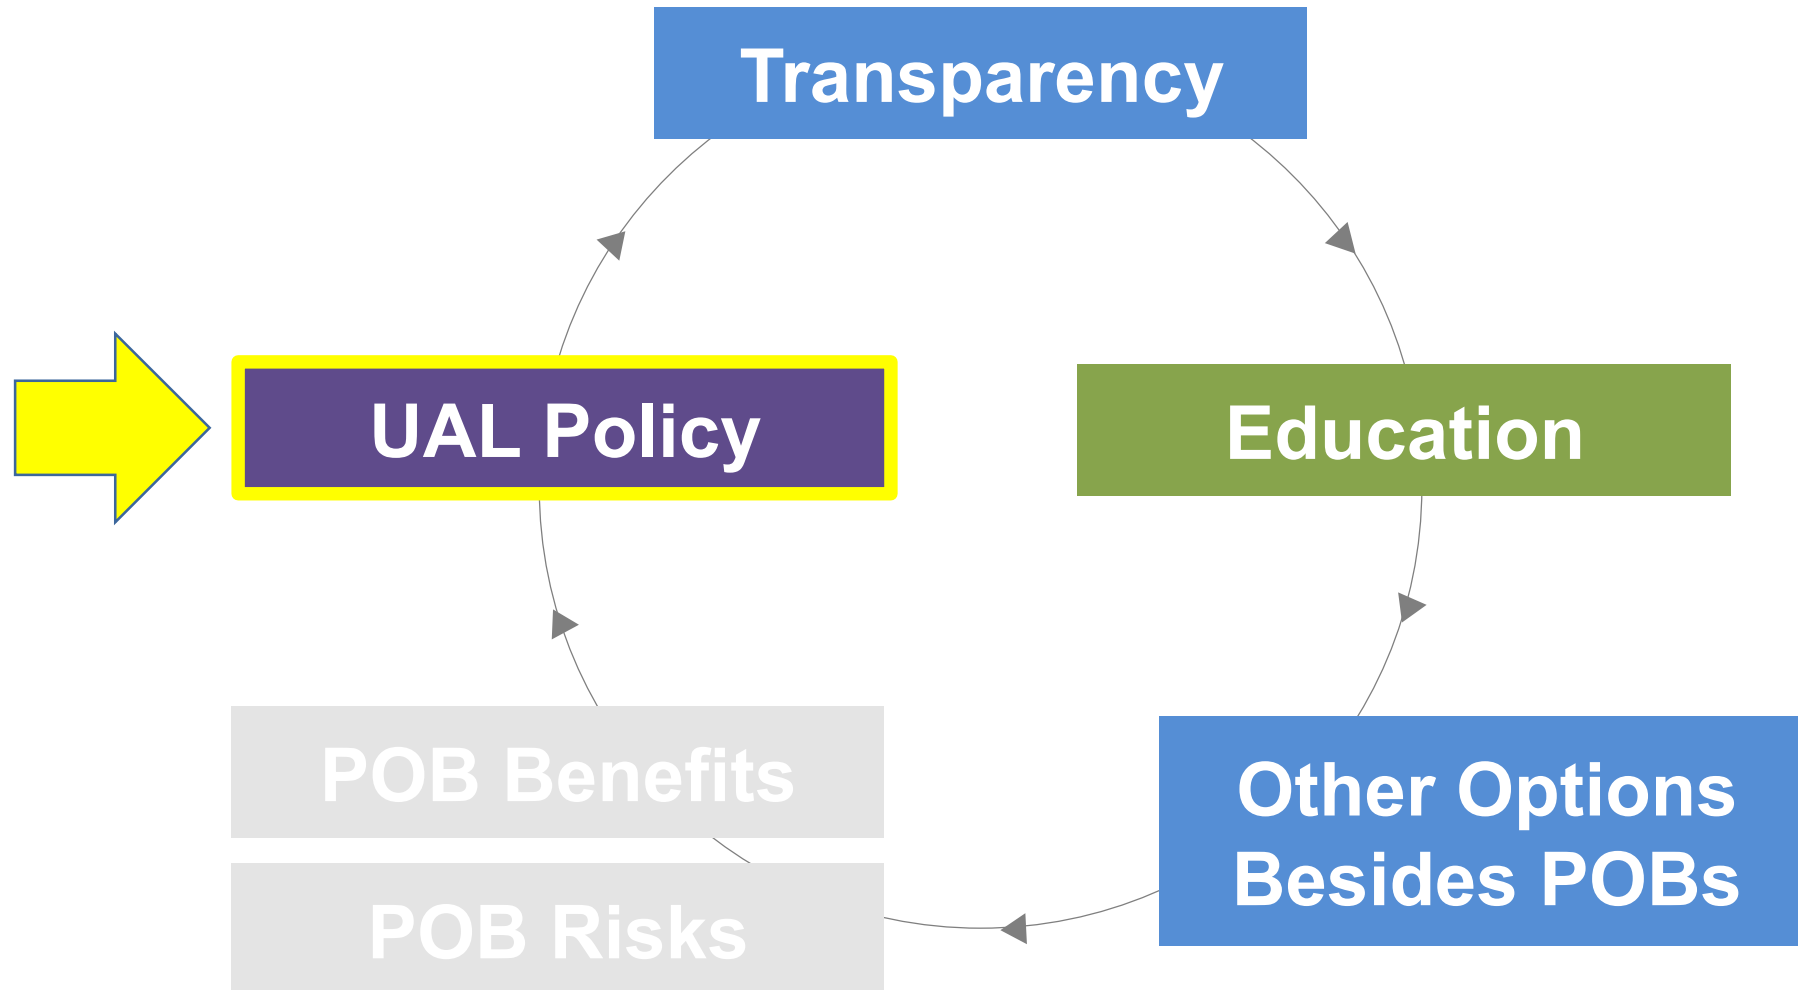 Transparency
UAL Policy
Education
POB Benefits
POB Risks
Other Options
Besides POBs